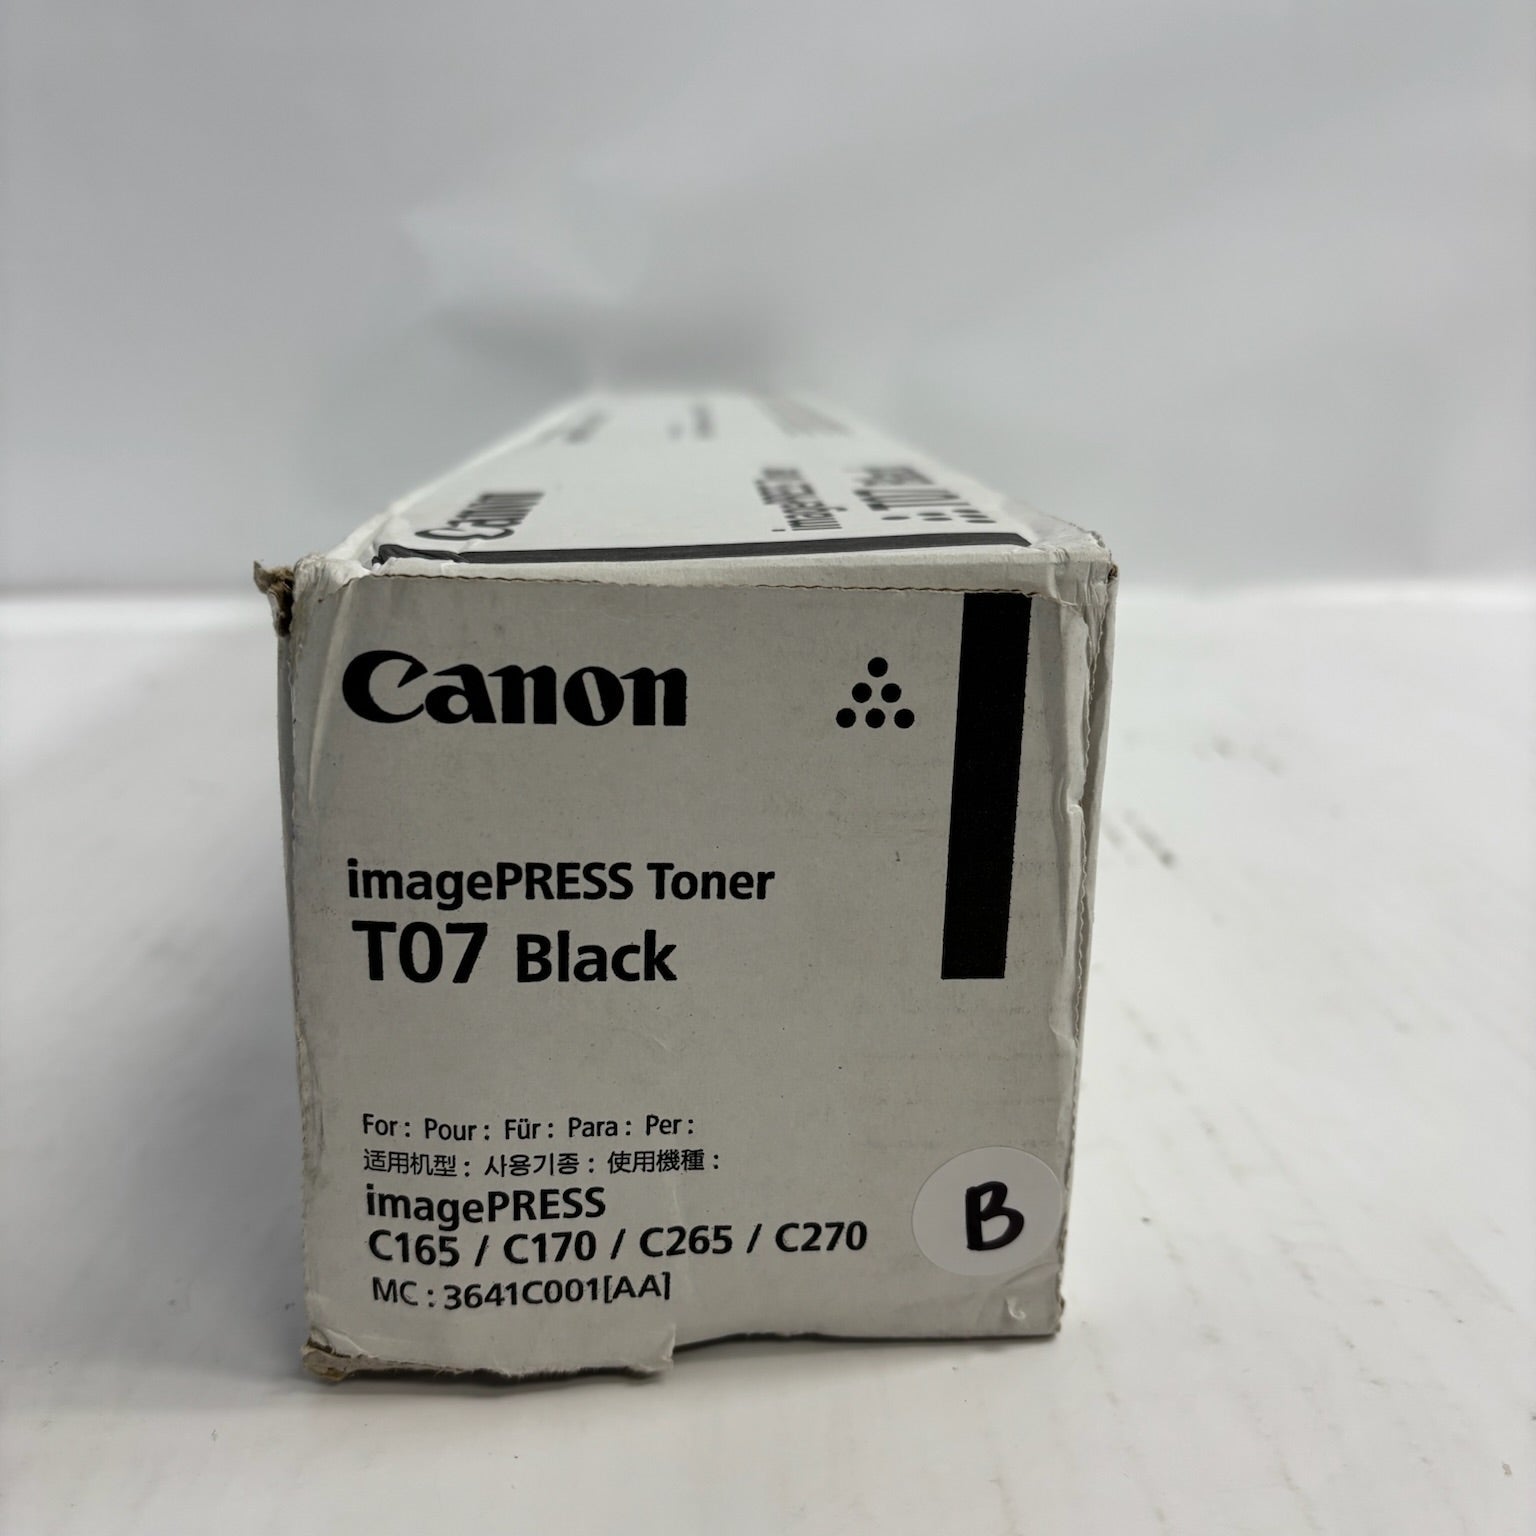 Canon
Canon
imagePRESS Toner
T07 Black
For : Pour : Für : Para : Per :
适用机型 : 사용기종 : 使用機種 :
imagePRESS
C165 / C170 / C265 / C270
MC : 3641C001[AA]
B